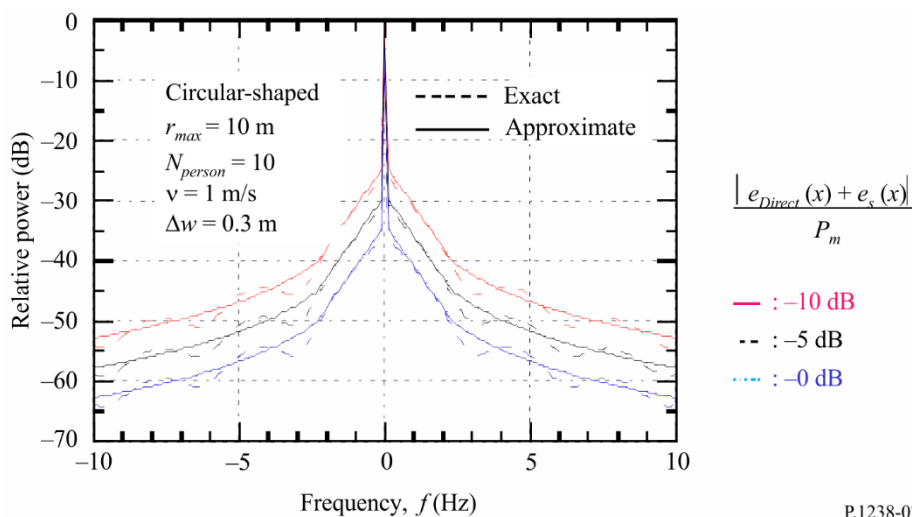 0
–10
–20
–30
–40
–50
–60
–70
Relative power (dB)
Circular-shaped
r_max = 10 m
N_person = 10
ν = 1 m/s
Δw = 0.3 m
Exact
Approximate
–10
–5
0
5
10
Frequency, f (Hz)
| e_Direct (x) + e_s (x)|
P_m
: –10 dB
: –5 dB
: –0 dB